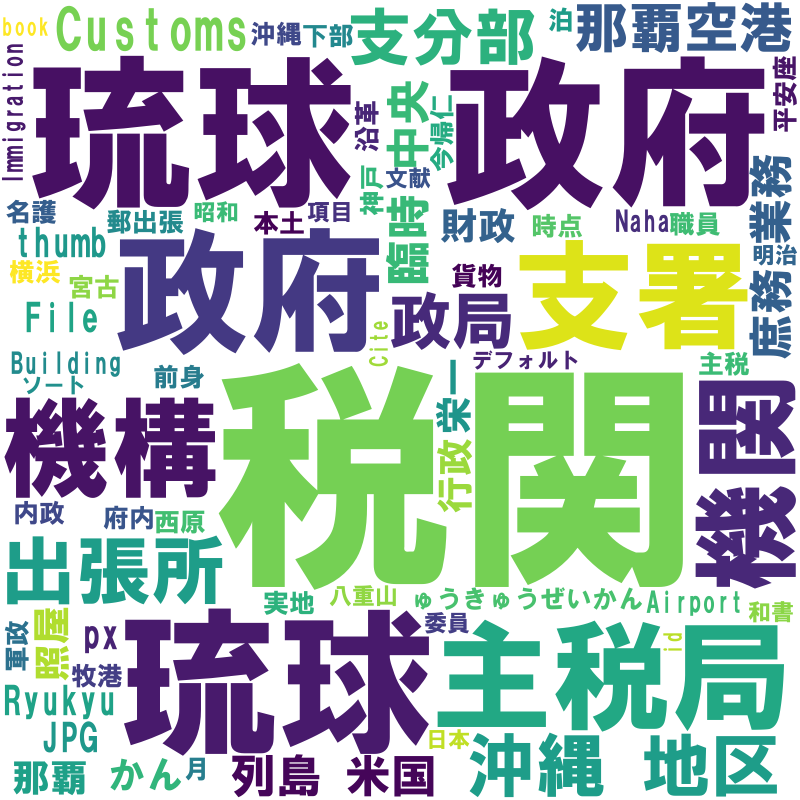 book
Customs
沖縄
下部
支分部
泊
那覇空港
Immigration
琉球
沿革
中央
今帰仁
政府
平安座
神戸
文献
名護
郵出張
昭和
本土
項目
臨時
財政
時点
Naha
職員
業務
明治
thumb
横浜
宮古
政府
貨物
支署
庶務
File
政局
Cite
デフォルト
主税
Building
ソート
前身
税関
栄一
機関
機構
行政
内政
府内
西原
出張所
実地
八重山
ゅうきゅうぜいかん
Airport
和書
軍政
照屋
px
牧港
琉球
委員
主税局
id
Ryukyu
JPG
日本
沖縄
地区
那覇
かん
月
列島
米国